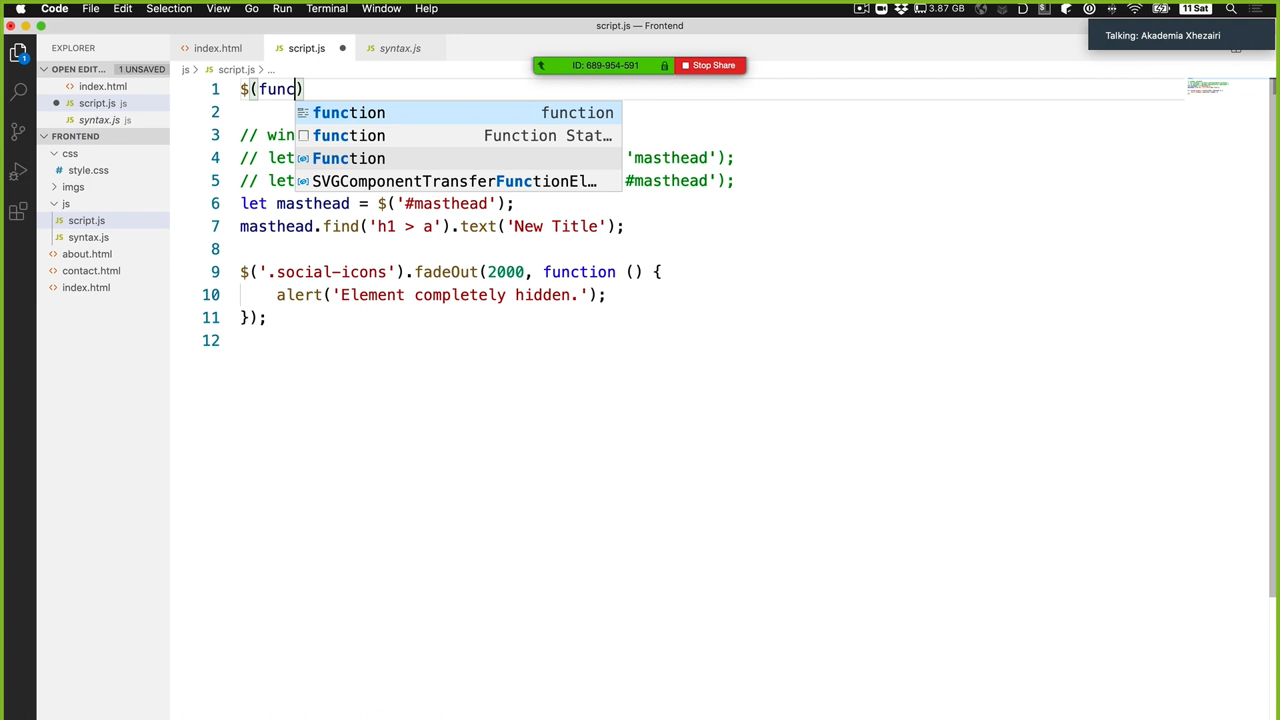 Code File Edit Selection View Go Run Terminal Window Help 3.87 GB 11 Sat
script.js — Frontend
Talking: Akademia Xhezairi
EXPLORER
index.html script.js syntax.js
ID: 689-954-591 Stop Share
OPEN EDIT... 1 UNSAVED
js > script.js > ...
index.html
script.js js
syntax.js js
FRONTEND
css
style.css
imgs
js
script.js
syntax.js
about.html
contact.html
index.html
1 $(func)
function function
function Function Stat...
Function
SVGComponentTransferFunctionEl...
2
3 // win
4 // let 'masthead');
5 // let #masthead');
6 let masthead = $('#masthead');
7 masthead.find('h1 > a').text('New Title');
8
9 $('.social-icons').fadeOut(2000, function () {
10 alert('Element completely hidden.');
11 });
12